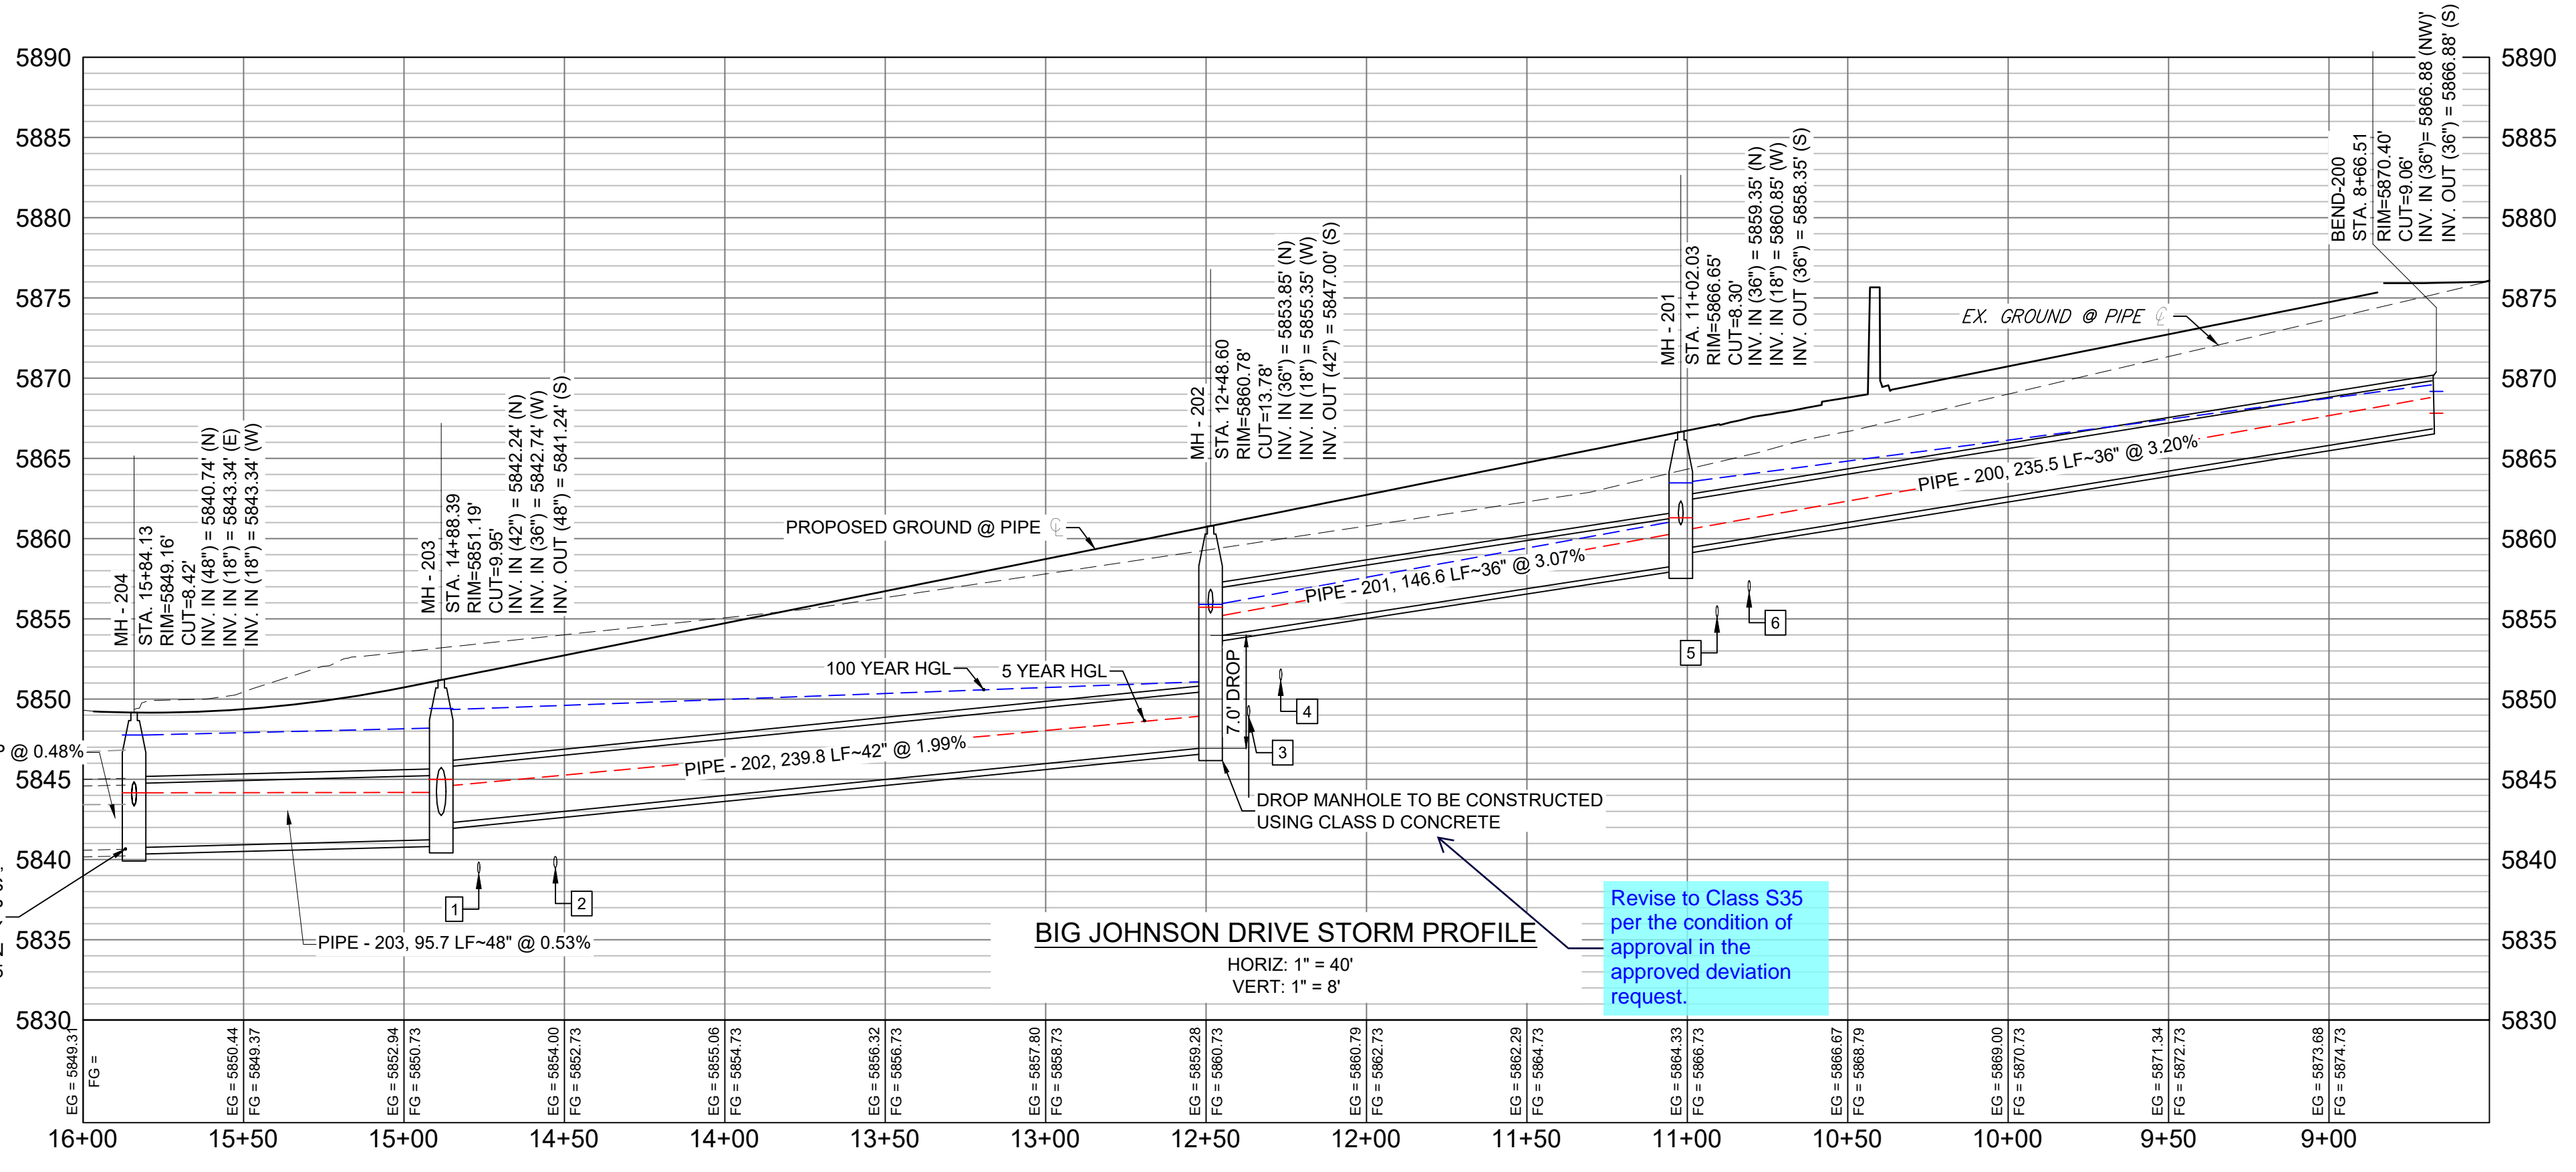 5890
5885
5880
5875
5870
5865
5860
5855
5850
5845
5840
5835
5830
5890
5885
5880
5875
5870
5865
5860
5855
5850
5845
5840
5835
5830
MH - 204
STA. 15+84.13
RIM=5849.16'
CUT=8.42'
INV. IN (48") = 5840.74' (N)
INV. IN (18") = 5843.34' (E)
INV. IN (18") = 5843.34' (W)
MH - 203
STA. 14+88.39
RIM=5851.19'
CUT=9.95'
INV. IN (42") = 5842.24' (N)
INV. IN (36") = 5842.74' (W)
INV. OUT (48") = 5841.24' (S)
MH - 202
STA. 12+48.60
RIM=5860.78'
CUT=13.78'
INV. IN (36") = 5853.85' (N)
INV. IN (18") = 5855.35' (W)
INV. OUT (42") = 5847.00' (S)
MH - 201
STA. 11+02.03
RIM=5866.65'
CUT=8.30'
INV. IN (36") = 5859.35' (N)
INV. IN (18") = 5860.85' (W)
INV. OUT (36") = 5858.35' (S)
BEND-200
STA. 8+66.51
RIM=5870.40'
CUT=9.06'
INV. IN (36")= 5866.88 (NW)'
INV. OUT (36") = 5866.88' (S)
EX. GROUND @ PIPE ℄
PROPOSED GROUND @ PIPE ℄
PIPE - 200, 235.5 LF~36" @ 3.20%
PIPE - 201, 146.6 LF~36" @ 3.07%
100 YEAR HGL
5 YEAR HGL
7.0' DROP
PIPE - 202, 239.8 LF~42" @ 1.99%
@ 0.48%
PIPE - 203, 95.7 LF~48" @ 0.53%
1
2
3
4
5
6
DROP MANHOLE TO BE CONSTRUCTED
USING CLASS D CONCRETE
Revise to Class S35
per the condition of
approval in the
approved deviation
request.
BIG JOHNSON DRIVE STORM PROFILE
HORIZ: 1" = 40'
VERT: 1" = 8'
EG = 5849.31
FG =
EG = 5850.44
FG = 5849.37
EG = 5852.94
FG = 5850.73
EG = 5854.00
FG = 5852.73
EG = 5855.06
FG = 5854.73
EG = 5856.32
FG = 5856.73
EG = 5857.80
FG = 5858.73
EG = 5859.28
FG = 5860.73
EG = 5860.79
FG = 5862.73
EG = 5862.29
FG = 5864.73
EG = 5864.33
FG = 5866.73
EG = 5866.67
FG = 5868.79
EG = 5869.00
FG = 5870.73
EG = 5871.34
FG = 5872.73
EG = 5873.68
FG = 5874.73
16+00
15+50
15+00
14+50
14+00
13+50
13+00
12+50
12+00
11+50
11+00
10+50
10+00
9+50
9+00